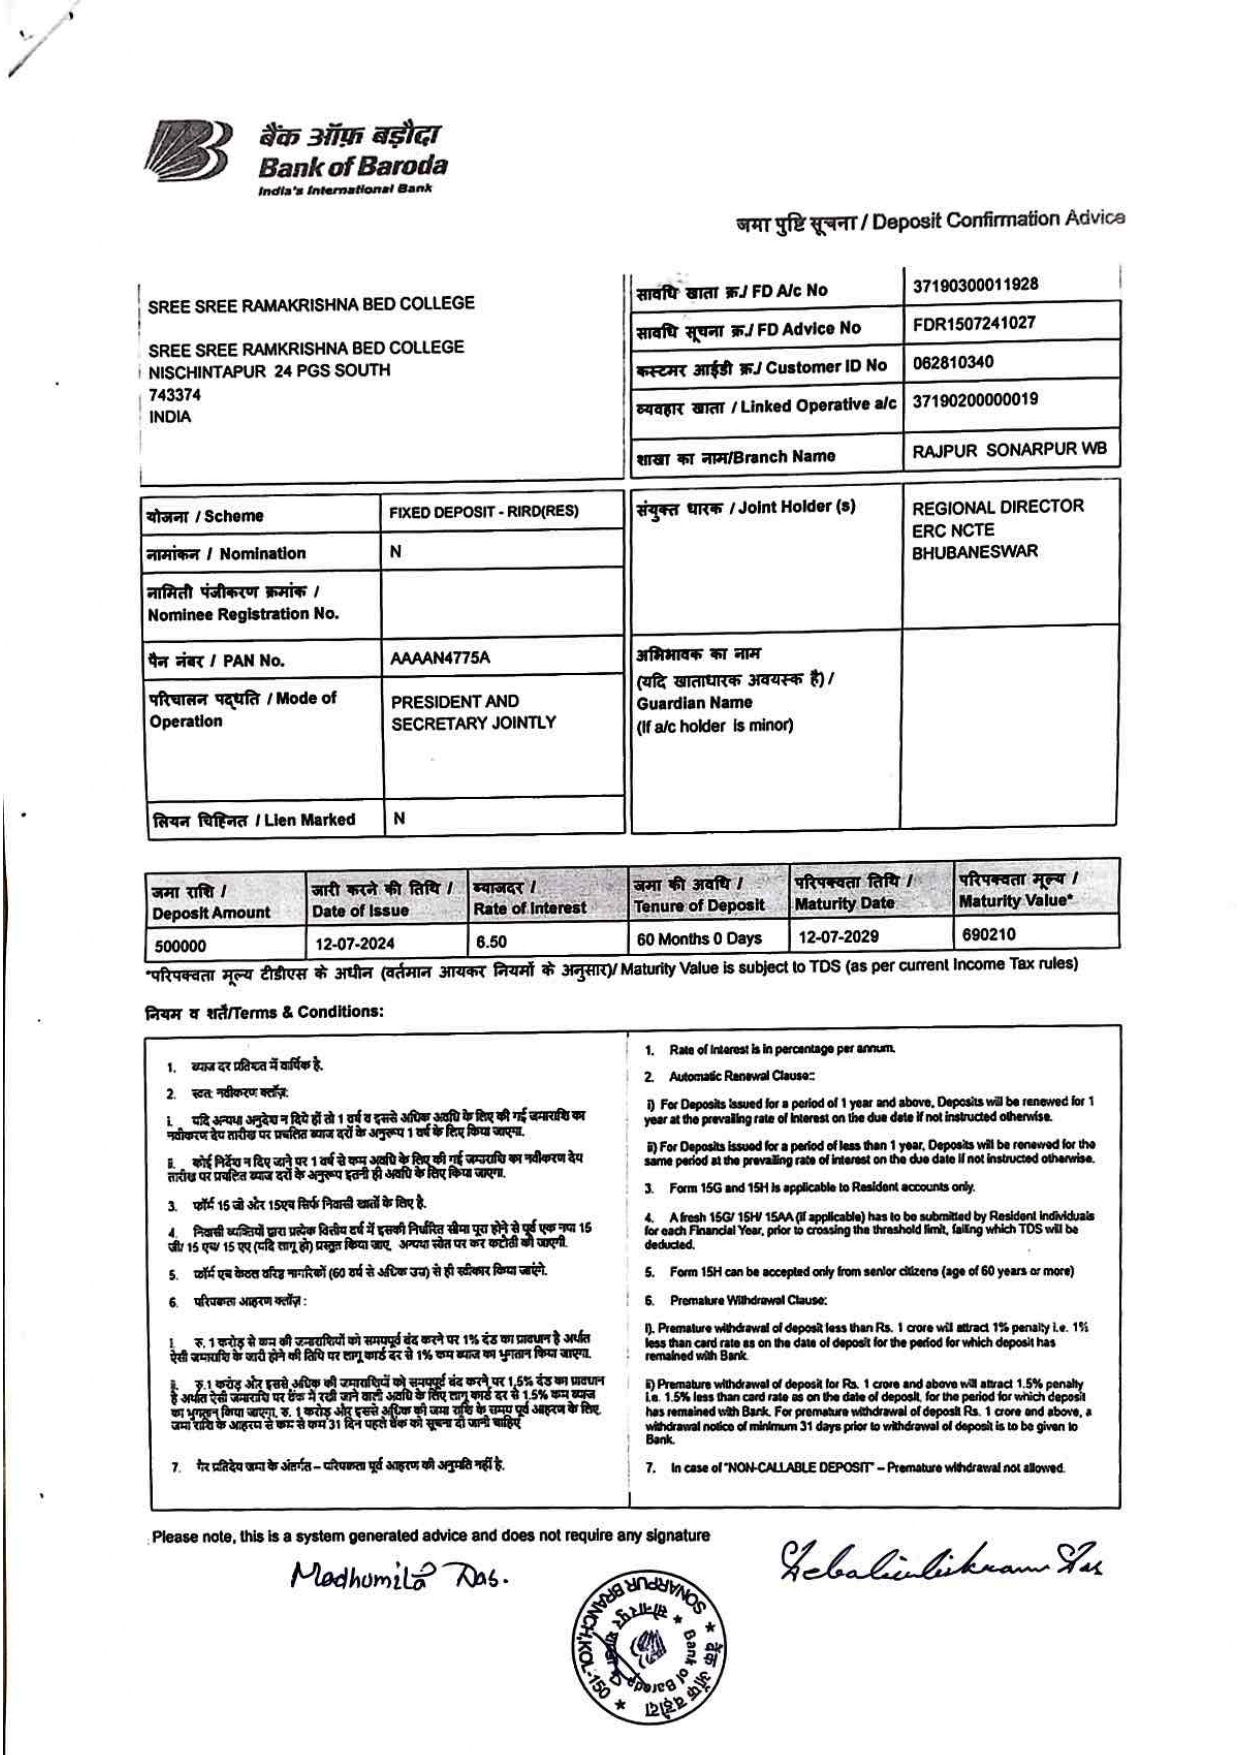 बैंक ऑफ़ बड़ौदा
Bank of Baroda
India's International Bank
जमा पुष्टि सूचना / Deposit Confirmation Advice
SREE SREE RAMAKRISHNA BED COLLEGE
SREE SREE RAMKRISHNA BED COLLEGE
NISCHINTAPUR 24 PGS SOUTH
743374
INDIA
सावधि खाता क्र./ FD A/c No 37190300011928
सावधि सूचना क्र./ FD Advice No FDR1507241027
कस्टमर आईडी क्र./ Customer ID No 062810340
व्यवहार खाता / Linked Operative a/c 37190200000019
शाखा का नाम/Branch Name RAJPUR SONARPUR WB
योजना / Scheme FIXED DEPOSIT - RIRD(RES)
नामांकन / Nomination N
नामिती पंजीकरण क्रमांक /
Nominee Registration No.
पैन नंबर / PAN No. AAAAN4775A
परिचालन पद्धति / Mode of
Operation
PRESIDENT AND
SECRETARY JOINTLY
लियन चिह्नित / Lien Marked N
संयुक्त धारक / Joint Holder (s)
REGIONAL DIRECTOR
ERC NCTE
BHUBANESWAR
अभिभावक का नाम
(यदि खाताधारक अवयस्क है) /
Guardian Name
(If a/c holder is minor)
जमा राशि / जारी करने की तिथि / ब्याजदर / जमा की अवधि / परिपक्वता तिथि / परिपक्वता मूल्य /
Deposit Amount Date of Issue Rate of Interest Tenure of Deposit Maturity Date Maturity Value*
500000 12-07-2024 6.50 60 Months 0 Days 12-07-2029 690210
*परिपक्वता मूल्य टीडीएस के अधीन (वर्तमान आयकर नियमों के अनुसार)/ Maturity Value is subject to TDS (as per current Income Tax rules)
नियम व शर्तें/Terms & Conditions:
1. ब्याज दर प्रतिशत में वार्षिक है.
2. स्वतः नवीकरण क्लॉज़:
i. यदि अन्यथा अनुदेश न दिये हों तो 1 वर्ष व इससे अधिक अवधि के लिए की गई जमाराशि का
नवीकरण देय तारीख पर प्रचलित ब्याज दरों के अनुरूप 1 वर्ष के लिए किया जाएगा.
ii. कोई निर्देश न दिए जाने पर 1 वर्ष से कम अवधि के लिए की गई जमाराशि का नवीकरण देय
तारीख पर प्रचलित ब्याज दरों के अनुरूप इतनी ही अवधि के लिए किया जाएगा.
3. फॉर्म 15 जी और 15एच सिर्फ निवासी खातों के लिए है.
4. निवासी व्यक्तियों द्वारा प्रत्येक वित्तीय वर्ष में इसकी निर्धारित सीमा पूरा होने से पूर्व एक नया 15
जी/ 15 एच/ 15 एए (यदि लागू हो) प्रस्तुत किया जाए, अन्यथा स्रोत पर कर कटौती की जाएगी.
5. फॉर्म एच केवल वरिष्ठ नागरिकों (60 वर्ष से अधिक उम्र) से ही स्वीकार किया जाएंगे.
6. परिपक्वता आहरण क्लॉज़ :
i. रु. 1 करोड़ से कम की जमाराशियों को समयपूर्व बंद करने पर 1% दंड का प्रावधान है अर्थात
ऐसी जमाराशि के जारी होने की तिथि पर लागू कार्ड दर से 1% कम ब्याज का भुगतान किया जाएगा.
ii. रु.1 करोड़ और इससे अधिक की जमाराशियों को समयपूर्व बंद करने पर 1,5% दंड का प्रावधान
है अर्थात ऐसी जमाराशि पर बैंक में रखी जाने वाली अवधि के लिए लागू कार्ड दर से 1.5% कम ब्याज
का भुगतान किया जाएगा. रु. 1 करोड़ और इससे अधिक की जमा राशि के समय पूर्व आहरण के लिए
जमा राशि के आहरण से कम से कम 31 दिन पहले बैंक को सूचना दी जानी चाहिए
7. गैर प्रतिदेय जमा के अंतर्गत – परिपक्वता पूर्व आहरण की अनुमति नहीं है.
1. Rate of Interest is in percentage per annum.
2. Automatic Renewal Clause::
i) For Deposits issued for a period of 1 year and above, Deposits will be renewed for 1
year at the prevailing rate of interest on the due date if not instructed otherwise.
ii) For Deposits issued for a period of less than 1 year, Deposits will be renewed for the
same period at the prevailing rate of interest on the due date if not instructed otherwise.
3. Form 15G and 15H is applicable to Resident accounts only.
4. A fresh 15G/ 15H/ 15AA (if applicable) has to be submitted by Resident Individuals
for each Financial Year, prior to crossing the threshold limit, failing which TDS will be
deducted.
5. Form 15H can be accepted only from senior citizens (age of 60 years or more)
6. Premature Withdrawal Clause:
i). Premature withdrawal of deposit less than Rs. 1 crore will attract 1% penalty i.e. 1%
less than card rate as on the date of deposit for the period for which deposit has
remained with Bank.
ii) Premature withdrawal of deposit for Rs. 1 crore and above will attract 1.5% penalty
i.e. 1.5% less than card rate as on the date of deposit, for the period for which deposit
has remained with Bank. For premature withdrawal of deposit Rs. 1 crore and above, a
withdrawal notice of minimum 31 days prior to withdrawal of deposit is to be given to
Bank.
7. In case of "NON-CALLABLE DEPOSIT" – Premature withdrawal not allowed.
Please note, this is a system generated advice and does not require any signature
Madhumita Das.
SONARPUR BRANCH, KOL-150
बैंक ऑफ बड़ौदा
सोनारपुर शाखा
Bank of Baroda